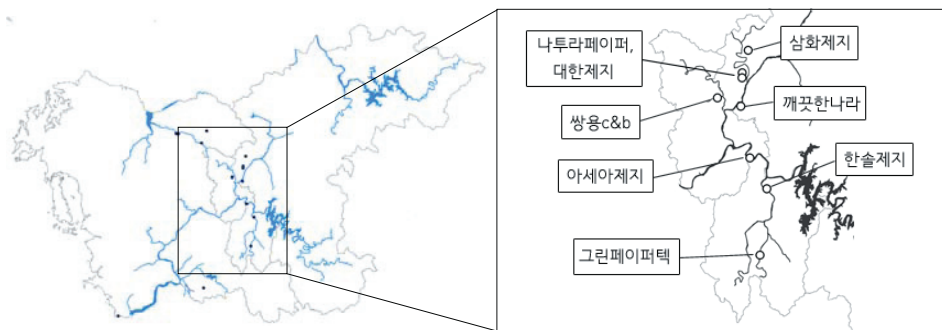 나투라페이퍼,
대한제지
삼화제지
쌍용c&b
깨끗한나라
아세아제지
한솔제지
그린페이퍼텍